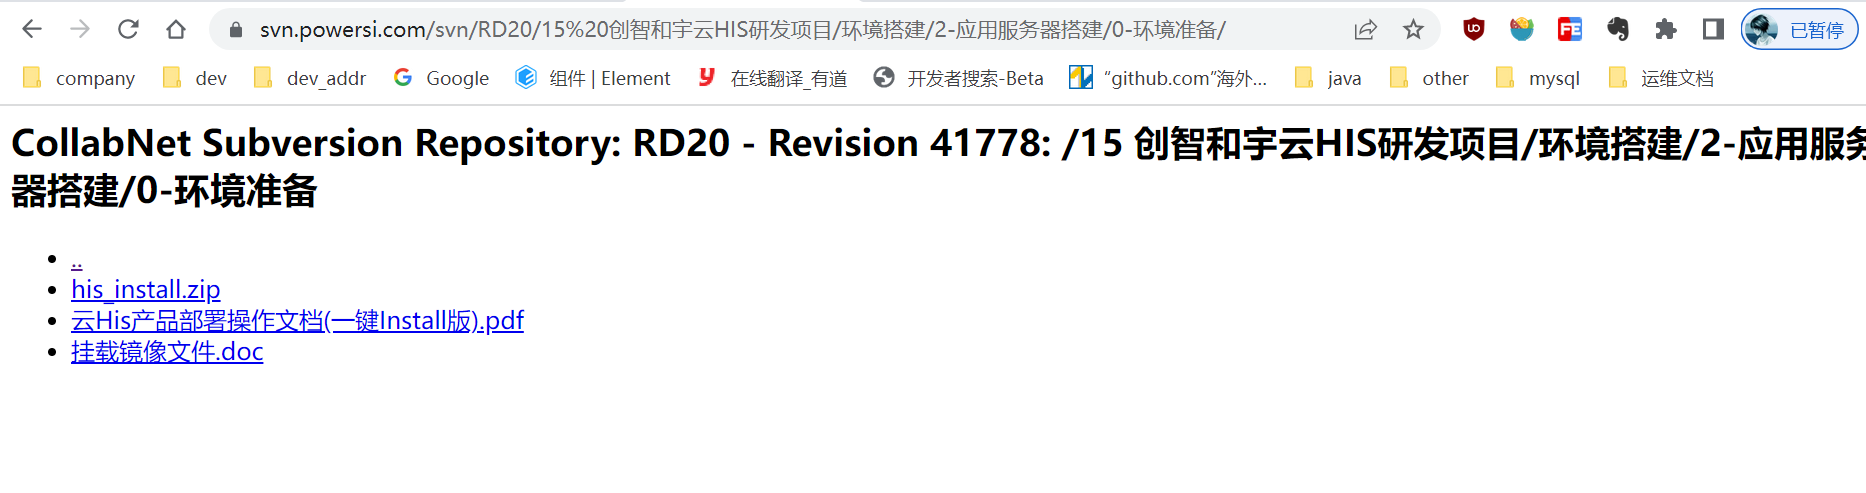 svn.powersi.com/svn/RD20/15%20创智和宇云HIS研发项目/环境搭建/2-应用服务器搭建/0-环境准备/
已暂停
company dev dev_addr Google 组件 | Element 在线翻译_有道 开发者搜索-Beta “github.com”海外... java other mysql 运维文档
CollabNet Subversion Repository: RD20 - Revision 41778: /15 创智和宇云HIS研发项目/环境搭建/2-应用服务
器搭建/0-环境准备
..
his_install.zip
云His产品部署操作文档(一键Install版).pdf
挂载镜像文件.doc